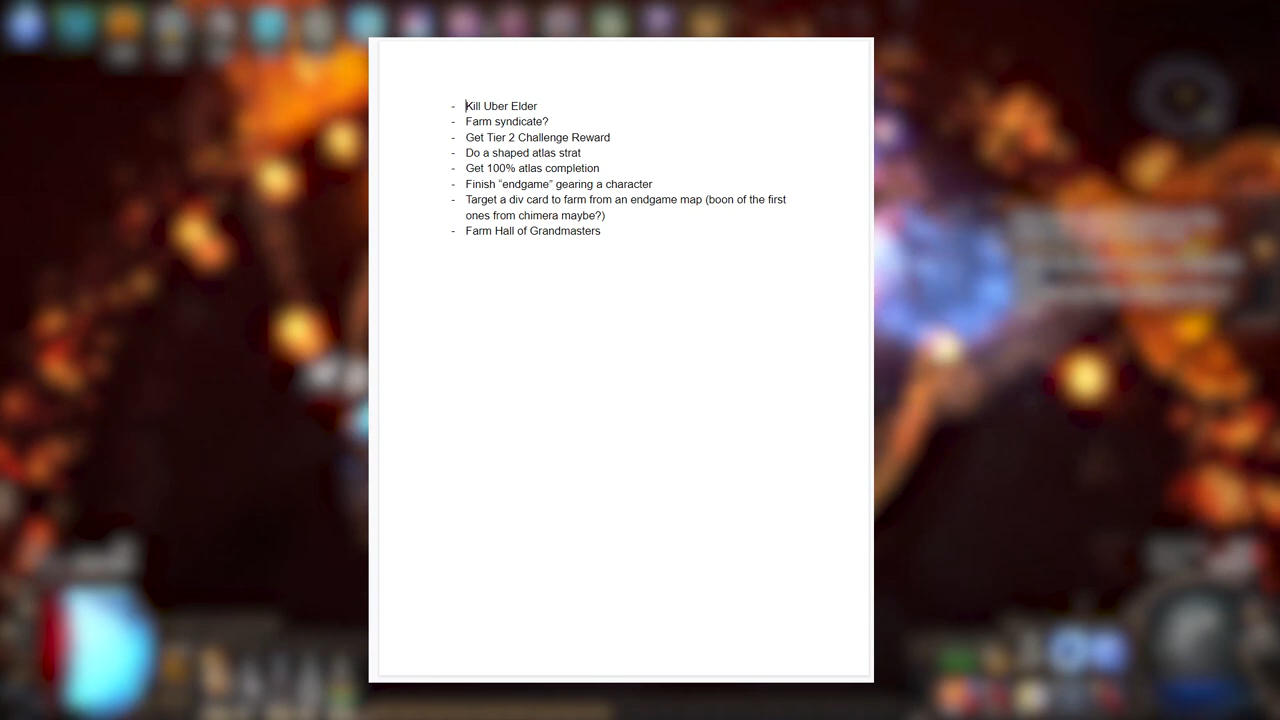 - Kill Uber Elder
- Farm syndicate?
- Get Tier 2 Challenge Reward
- Do a shaped atlas strat
- Get 100% atlas completion
- Finish “endgame” gearing a character
- Target a div card to farm from an endgame map (boon of the first
ones from chimera maybe?)
- Farm Hall of Grandmasters